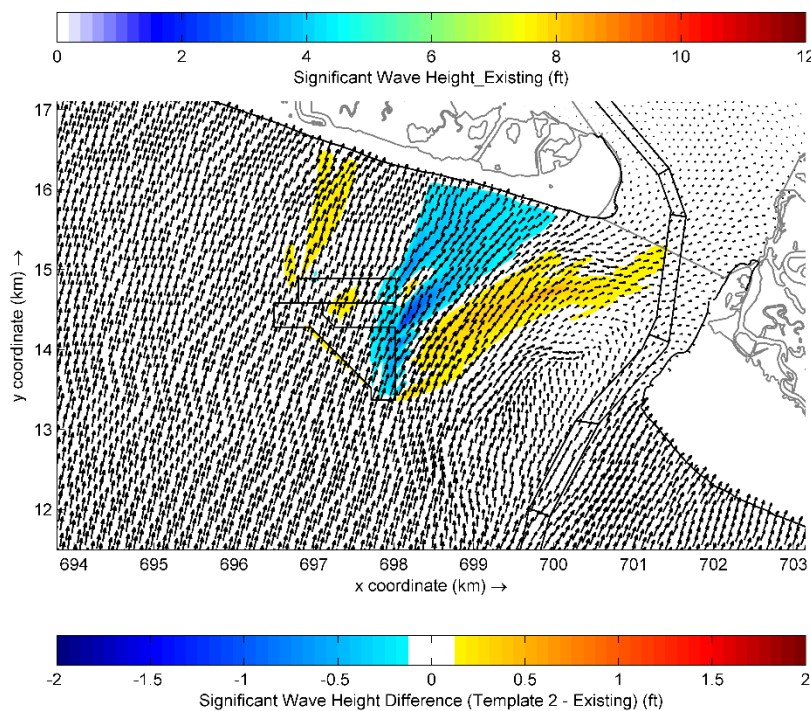 0 2 4 6 8 10 12
Significant Wave Height_Existing (ft)
17
16
15
14
13
12
y coordinate (km) →
694 695 696 697 698 699 700 701 702 703
x coordinate (km) →
-2 -1.5 -1 -0.5 0 0.5 1 1.5 2
Significant Wave Height Difference (Template 2 - Existing) (ft)